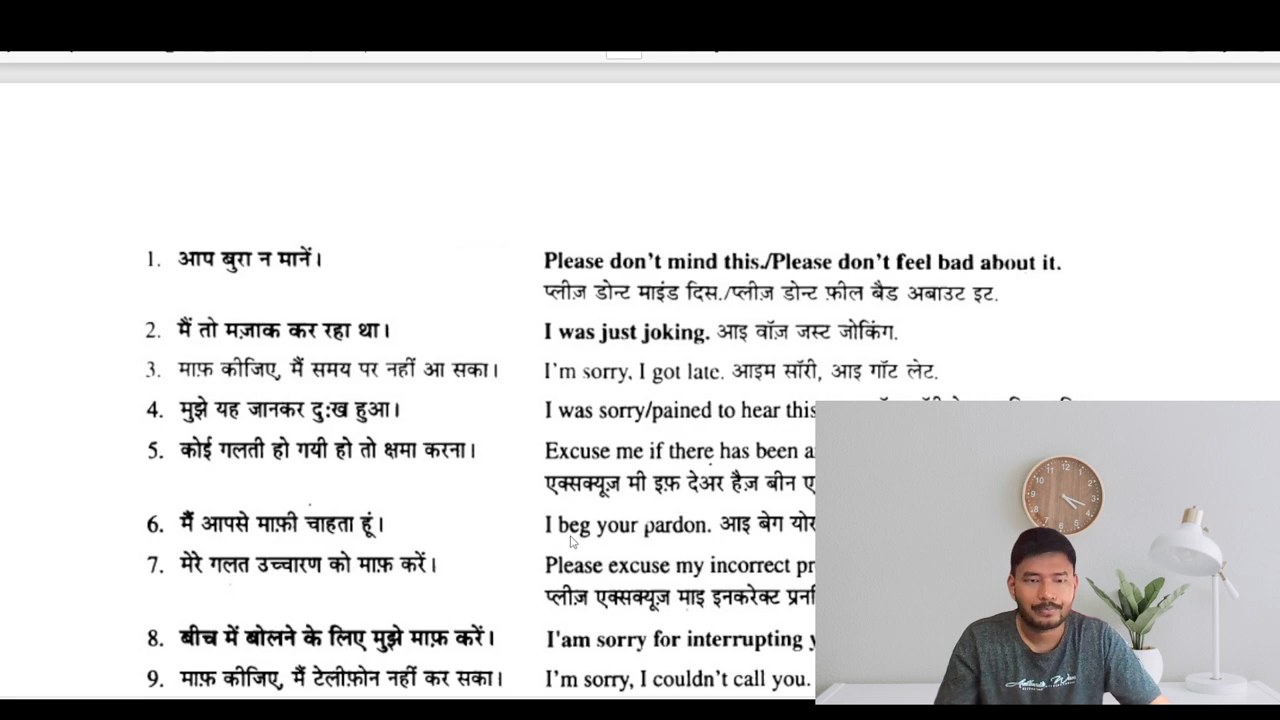 1. आप बुरा न मानें। Please don't mind this./Please don't feel bad about it.
प्लीज़ डोन्ट माइंड दिस./प्लीज़ डोन्ट फ़ील बैड अबाउट इट.
2. मैं तो मज़ाक कर रहा था। I was just joking. आइ वॉज़ जस्ट जोकिंग.
3. माफ़ कीजिए, मैं समय पर नहीं आ सका। I'm sorry, I got late. आइम सॉरी, आइ गॉट लेट.
4. मुझे यह जानकर दु:ख हुआ। I was sorry/pained to hear this
5. कोई गलती हो गयी हो तो क्षमा करना। Excuse me if there has been
एक्सक्यूज़ मी इफ़ देअर हैज़ बीन
6. मैं आपसे माफ़ी चाहता हूं। I beg your pardon. आइ बेग
7. मेरे गलत उच्चारण को माफ़ करें। Please excuse my incorrect
प्लीज़ एक्सक्यूज़ माइ इनकरेक्ट
8. बीच में बोलने के लिए मुझे माफ़ करें। I'am sorry for interrupting
9. माफ़ कीजिए, मैं टेलीफ़ोन नहीं कर सका। I'm sorry, I couldn't call you.